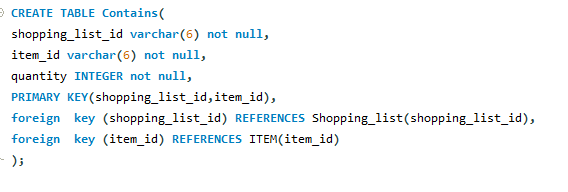 CREATE TABLE Contains(
shopping_list_id varchar(6) not null,
item_id varchar(6) not null,
quantity INTEGER not null,
PRIMARY KEY(shopping_list_id,item_id),
foreign  key (shopping_list_id) REFERENCES Shopping_list(shopping_list_id),
foreign  key (item_id) REFERENCES ITEM(item_id)
);